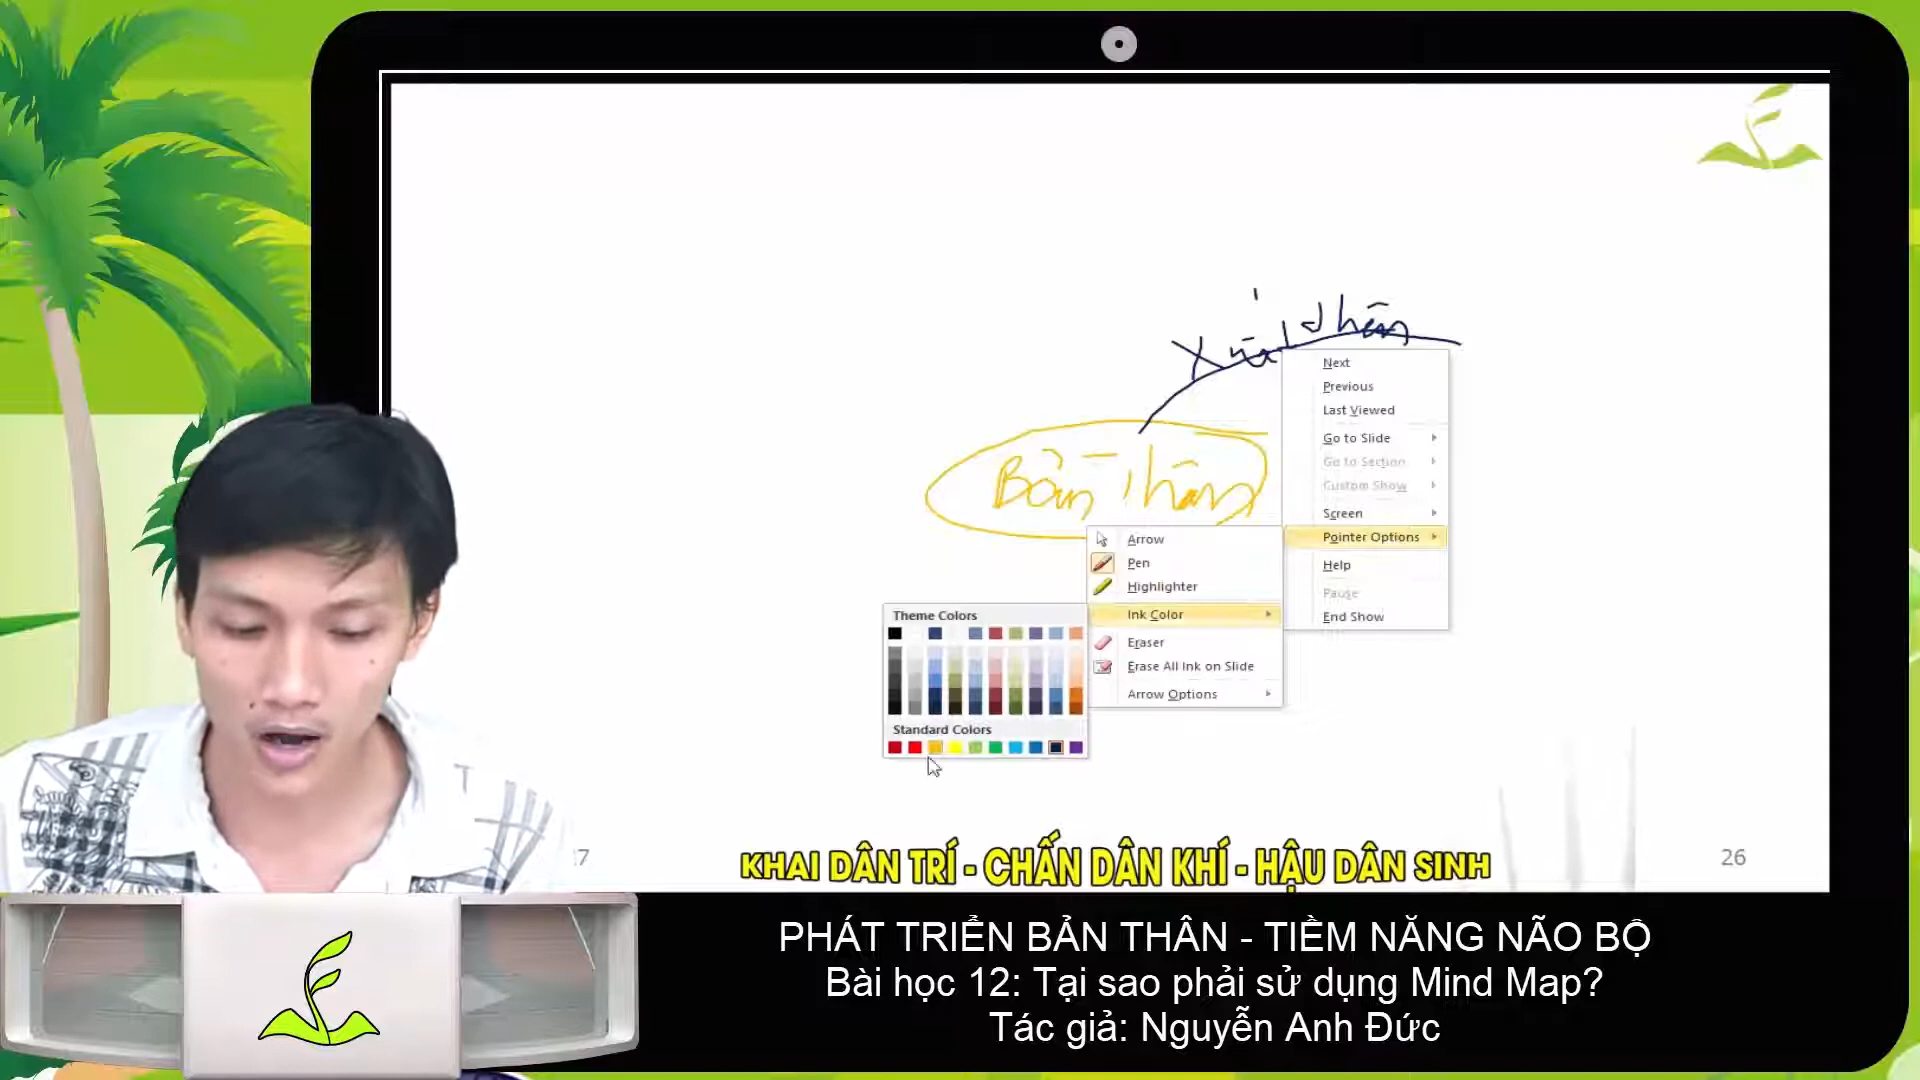 Bản Thân
Next
Previous
Last Viewed
Go to Slide
Go to Section
Custom Show
Screen
Pointer Options
Help
Pause
End Show
Arrow
Pen
Highlighter
Ink Color
Eraser
Erase All Ink on Slide
Arrow Options
Theme Colors
Standard Colors
26
KHAI DÂN TRÍ - CHẤN DÂN KHÍ - HẬU DÂN SINH
PHÁT TRIỂN BẢN THÂN - TIỀM NĂNG NÃO BỘ
Bài học 12: Tại sao phải sử dụng Mind Map?
Tác giả: Nguyễn Anh Đức